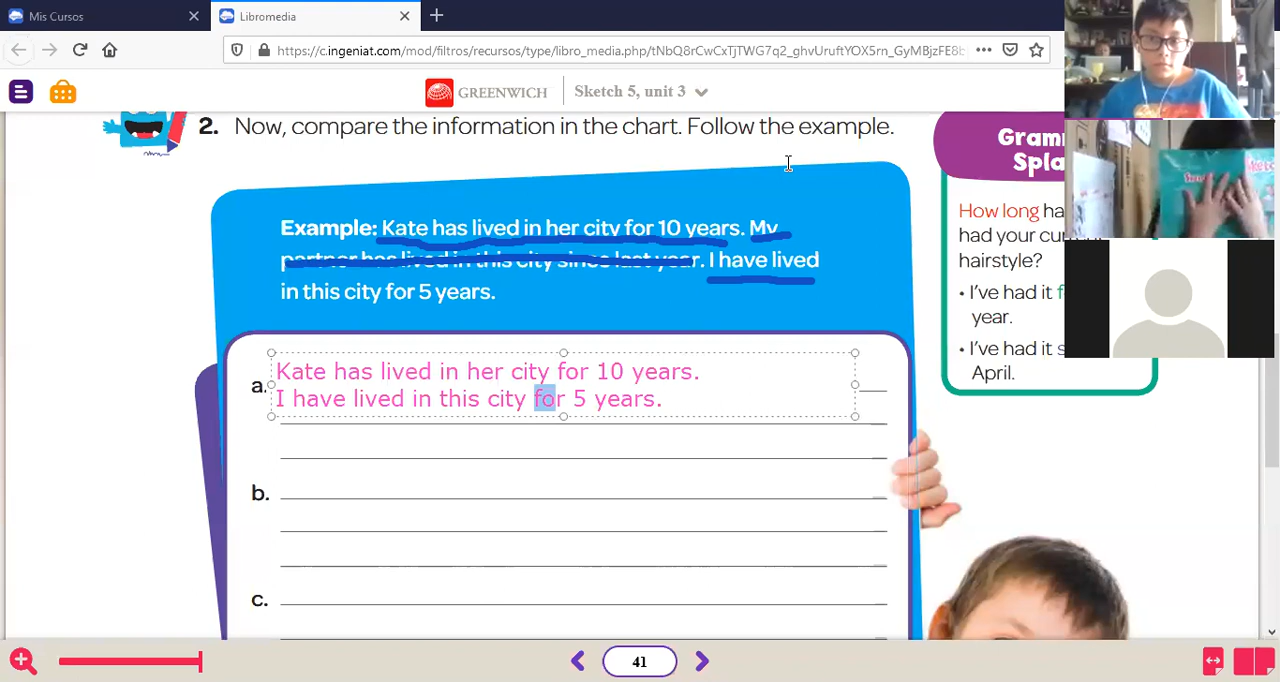 Mis Cursos
Libromedia
https://c.ingeniat.com/mod/filtros/recursos/type/libro_media.php/tNbQ8rCwCxTjTWG7q2_ghvUruftYOX5rn_GyMBjzFE8b
GREENWICH
Sketch 5, unit 3
2. Now, compare the information in the chart. Follow the example.
Example: Kate has lived in her city for 10 years. My
partner has lived in this city since last year. I have lived
in this city for 5 years.
a. Kate has lived in her city for 10 years.
I have lived in this city for 5 years.
b.
c.
Gram
Spla
How long ha
had your cu
hairstyle?
• I've had it f
year.
• I've had it s
April.
41